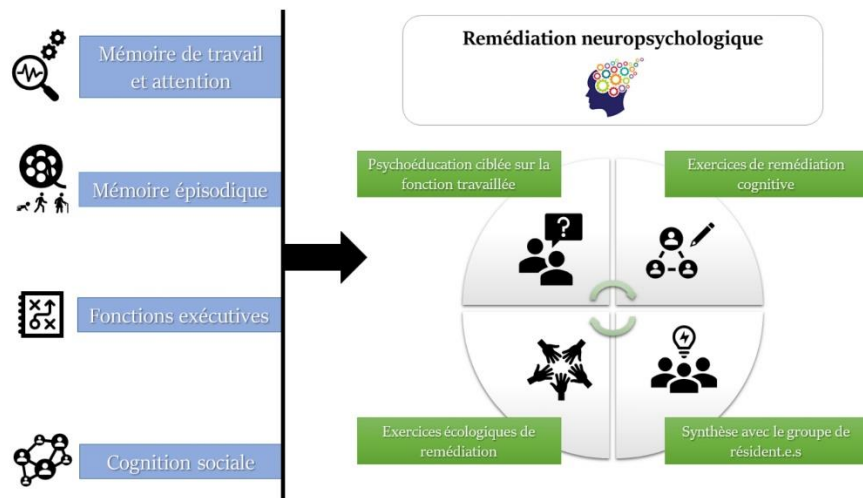 Mémoire de travail
et attention
Mémoire épisodique
Fonctions exécutives
Cognition sociale
Remédiation neuropsychologique
Psychoéducation ciblée sur la
fonction travaillée
Exercices de remédiation
cognitive
Exercices écologiques de
remédiation
Synthèse avec le groupe de
résident.e.s